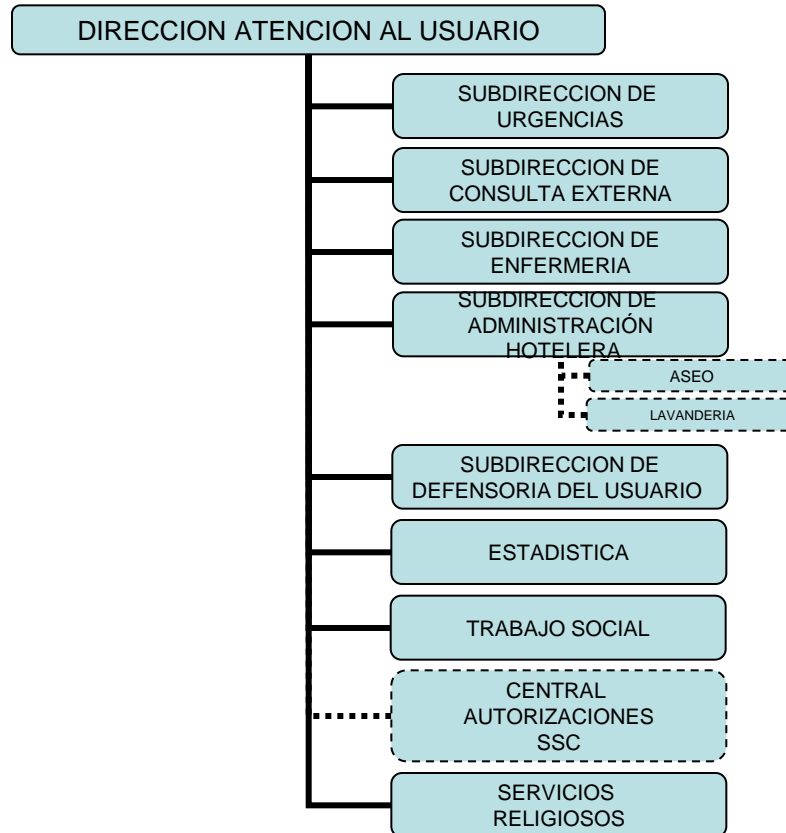 DIRECCION ATENCION AL USUARIO
SUBDIRECCION DE
URGENCIAS
SUBDIRECCION DE
CONSULTA EXTERNA
SUBDIRECCION DE
ENFERMERIA
SUBDIRECCION DE
ADMINISTRACIÓN
HOTELERA
ASEO
LAVANDERIA
SUBDIRECCION DE
DEFENSORIA DEL USUARIO
ESTADISTICA
TRABAJO SOCIAL
CENTRAL
AUTORIZACIONES
SSC
SERVICIOS
RELIGIOSOS